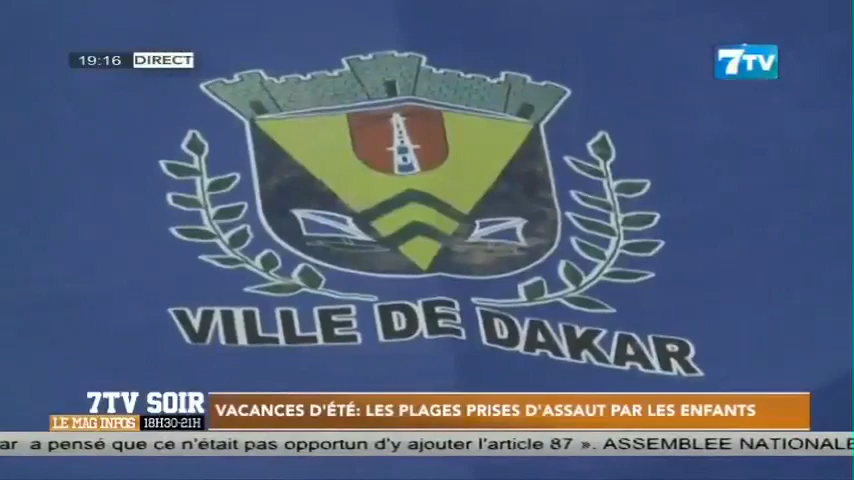 19:16 DIRECT
7TV
VILLE DE DAKAR
7TV SOIR
LE MAG INFOS 18H30-21H
VACANCES D'ÉTÉ: LES PLAGES PRISES D'ASSAUT PAR LES ENFANTS
ar a pensé que ce n'était pas opportun d'y ajouter l'article 87 ». ASSEMBLEE NATIONALE